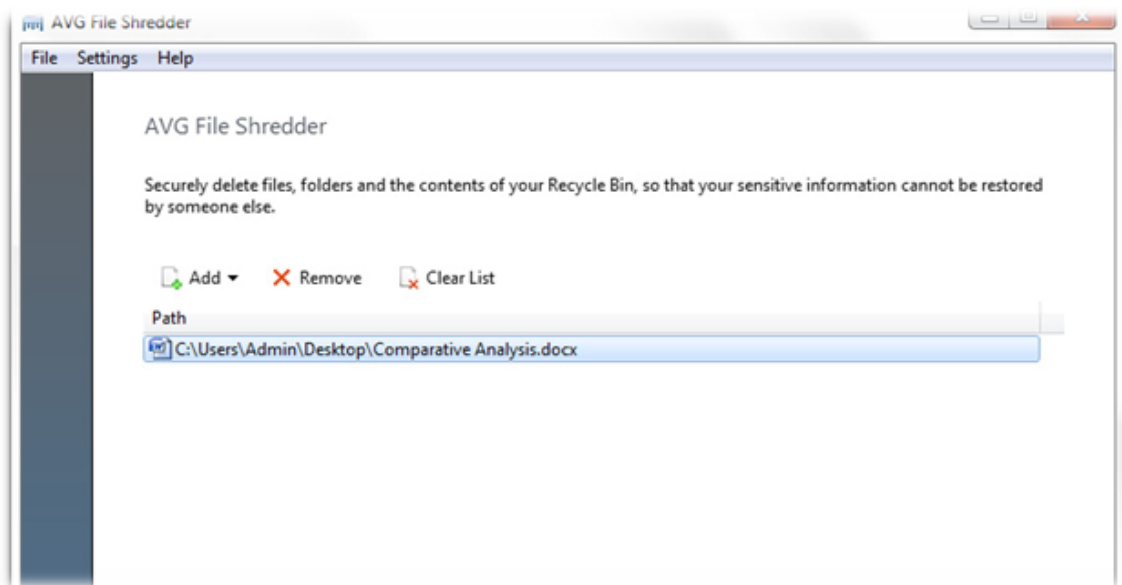 AVG File Shredder
File Settings Help
AVG File Shredder
Securely delete files, folders and the contents of your Recycle Bin, so that your sensitive information cannot be restored
by someone else.
Add Remove Clear List
Path
C:\Users\Admin\Desktop\Comparative Analysis.docx